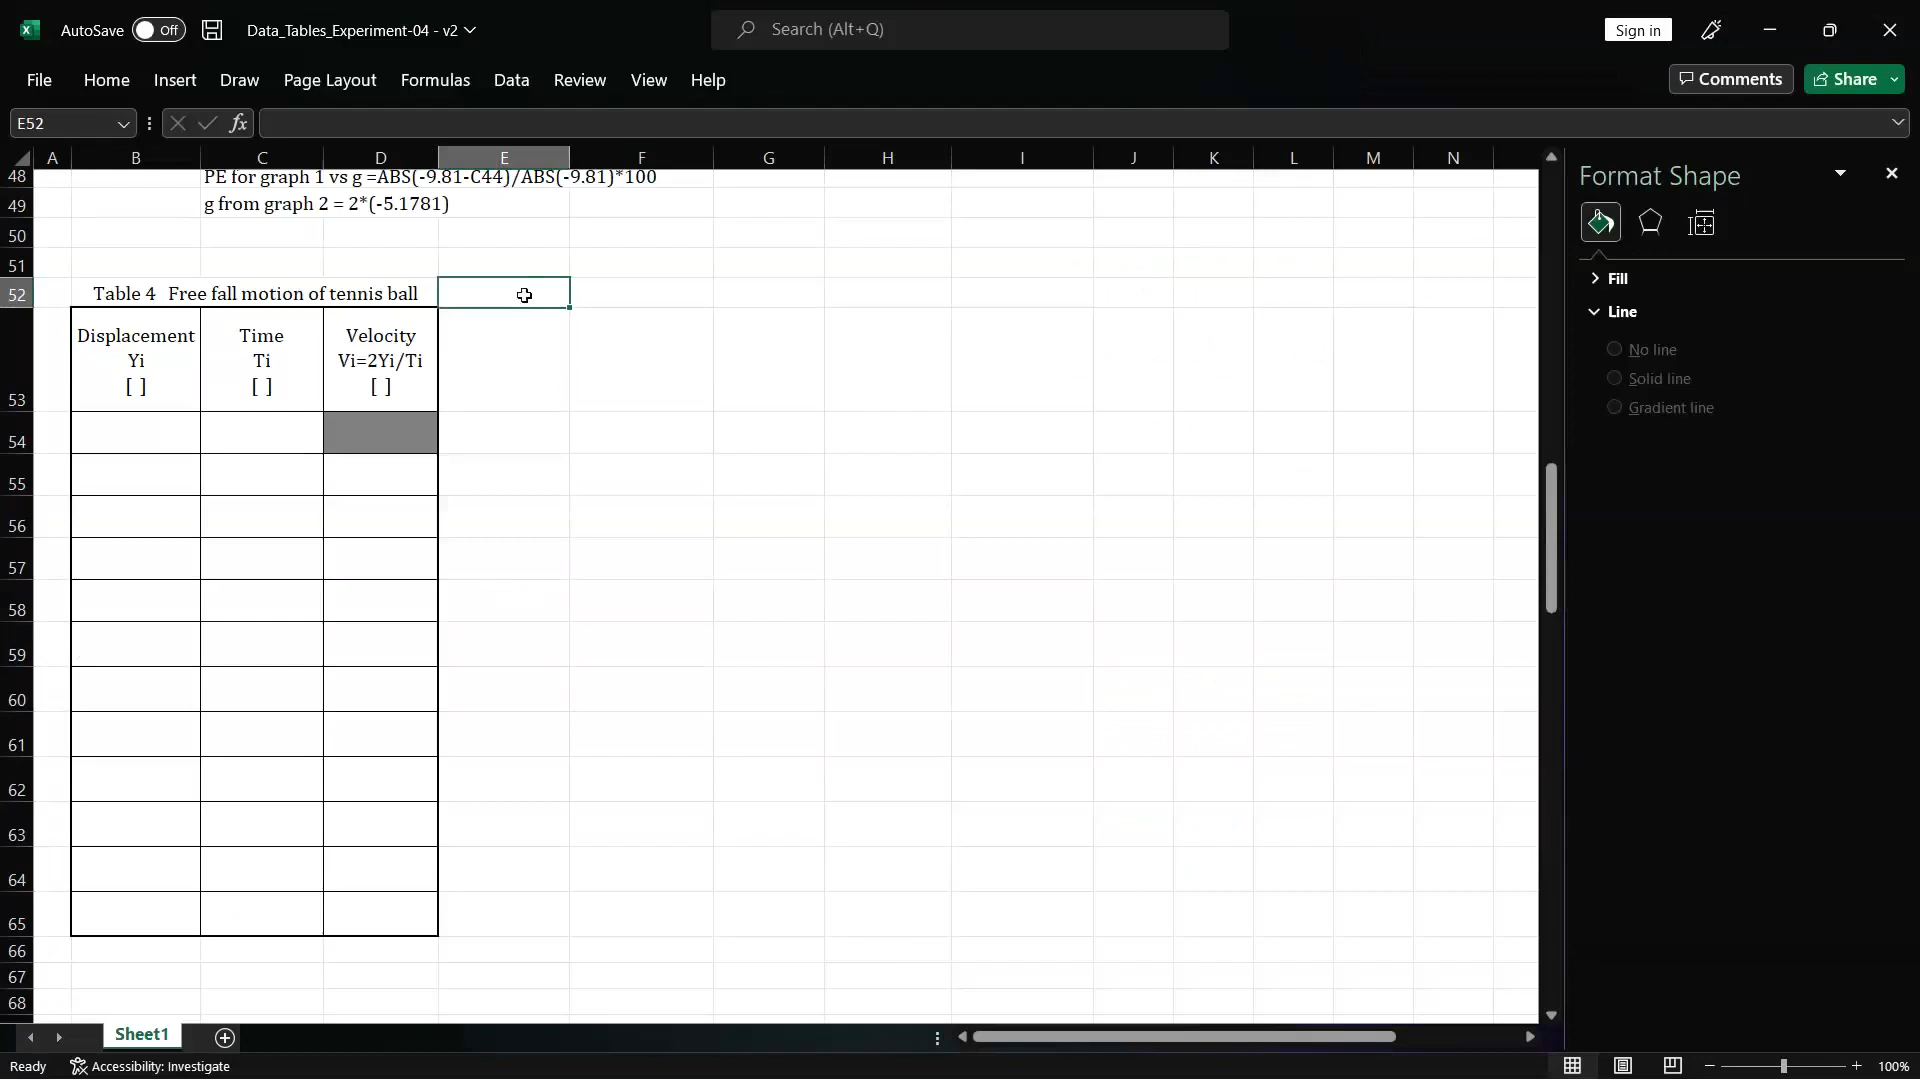 AutoSave Off Data_Tables_Experiment-04 - v2 Search (Alt+Q) Sign in
File Home Insert Draw Page Layout Formulas Data Review View Help Comments Share
E52 fx
A B C D E F G H I J K L M N
Format Shape
48 PE for graph 1 vs g =ABS(-9.81-C44)/ABS(-9.81)*100
49 g from graph 2 = 2*(-5.1781)
50
51
52 Table 4 Free fall motion of tennis ball
Displacement Time Velocity
Yi Ti Vi=2Yi/Ti
53 [ ] [ ] [ ]
54
55
56
57
58
59
60
61
62
63
64
65
66
67
68
Fill
Line
No line
Solid line
Gradient line
Sheet1
Ready Accessibility: Investigate 100%